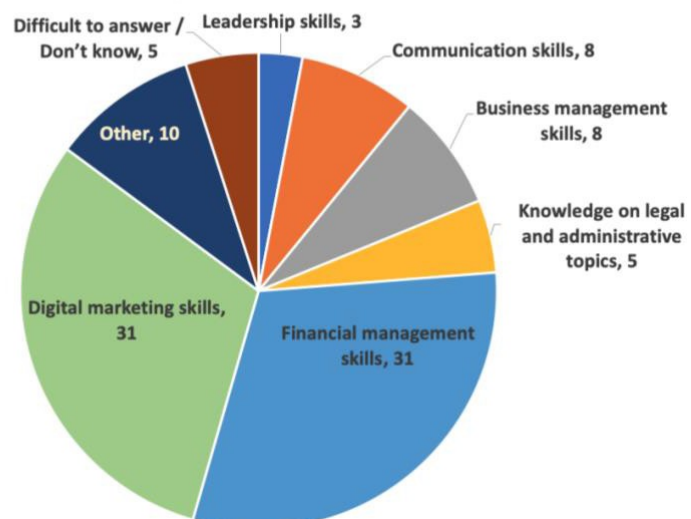 Difficult to answer /
Don't know, 5
Leadership skills, 3
Communication skills, 8
Business management
skills, 8
Knowledge on legal
and administrative
topics, 5
Other, 10
Digital marketing skills,
31
Financial management
skills, 31